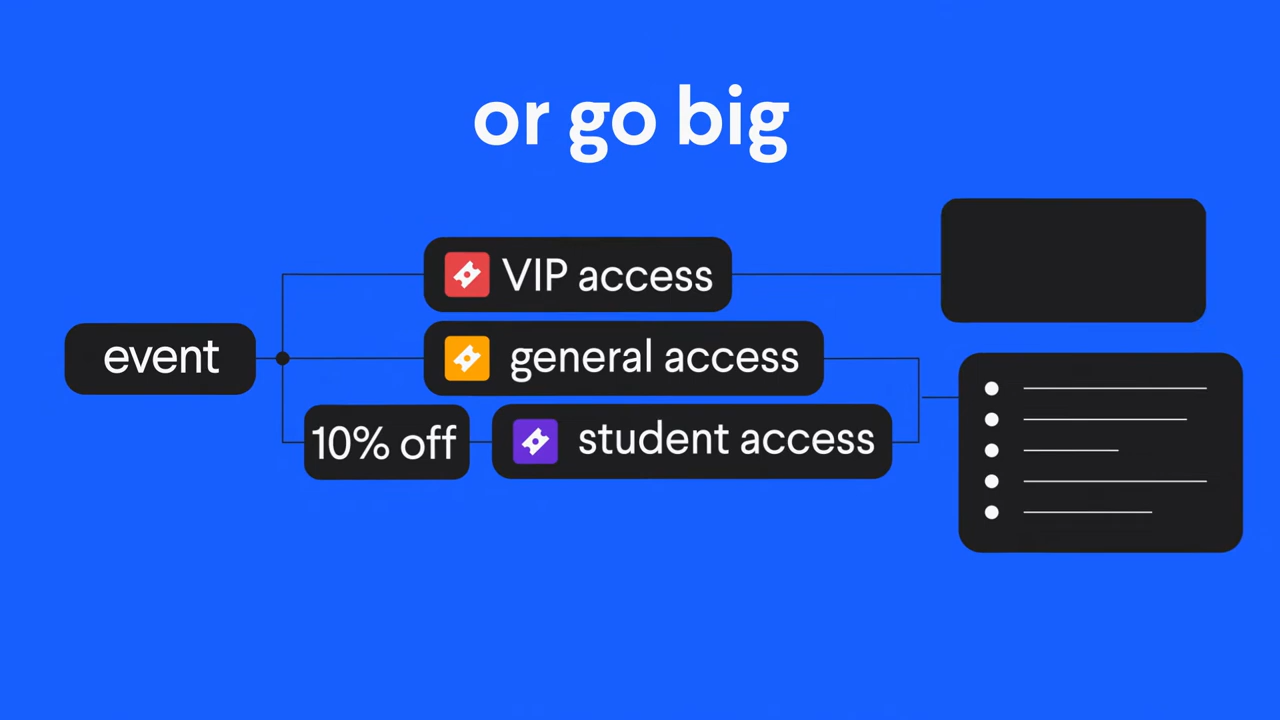 or go big
VIP access
event
general access
10% off
student access